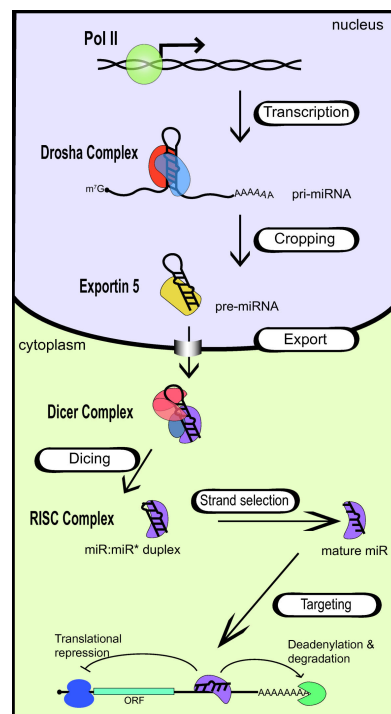 nucleus
Pol II
Transcription
Drosha Complex
m⁷G
AAAAAA
pri-miRNA
Cropping
Exportin 5
pre-miRNA
Export
cytoplasm
Dicer Complex
Dicing
Strand selection
RISC Complex
miR:miR* duplex
mature miR
Targeting
Translational
repression
Deadenylation &
degradation
ORF
AAAAAAAA